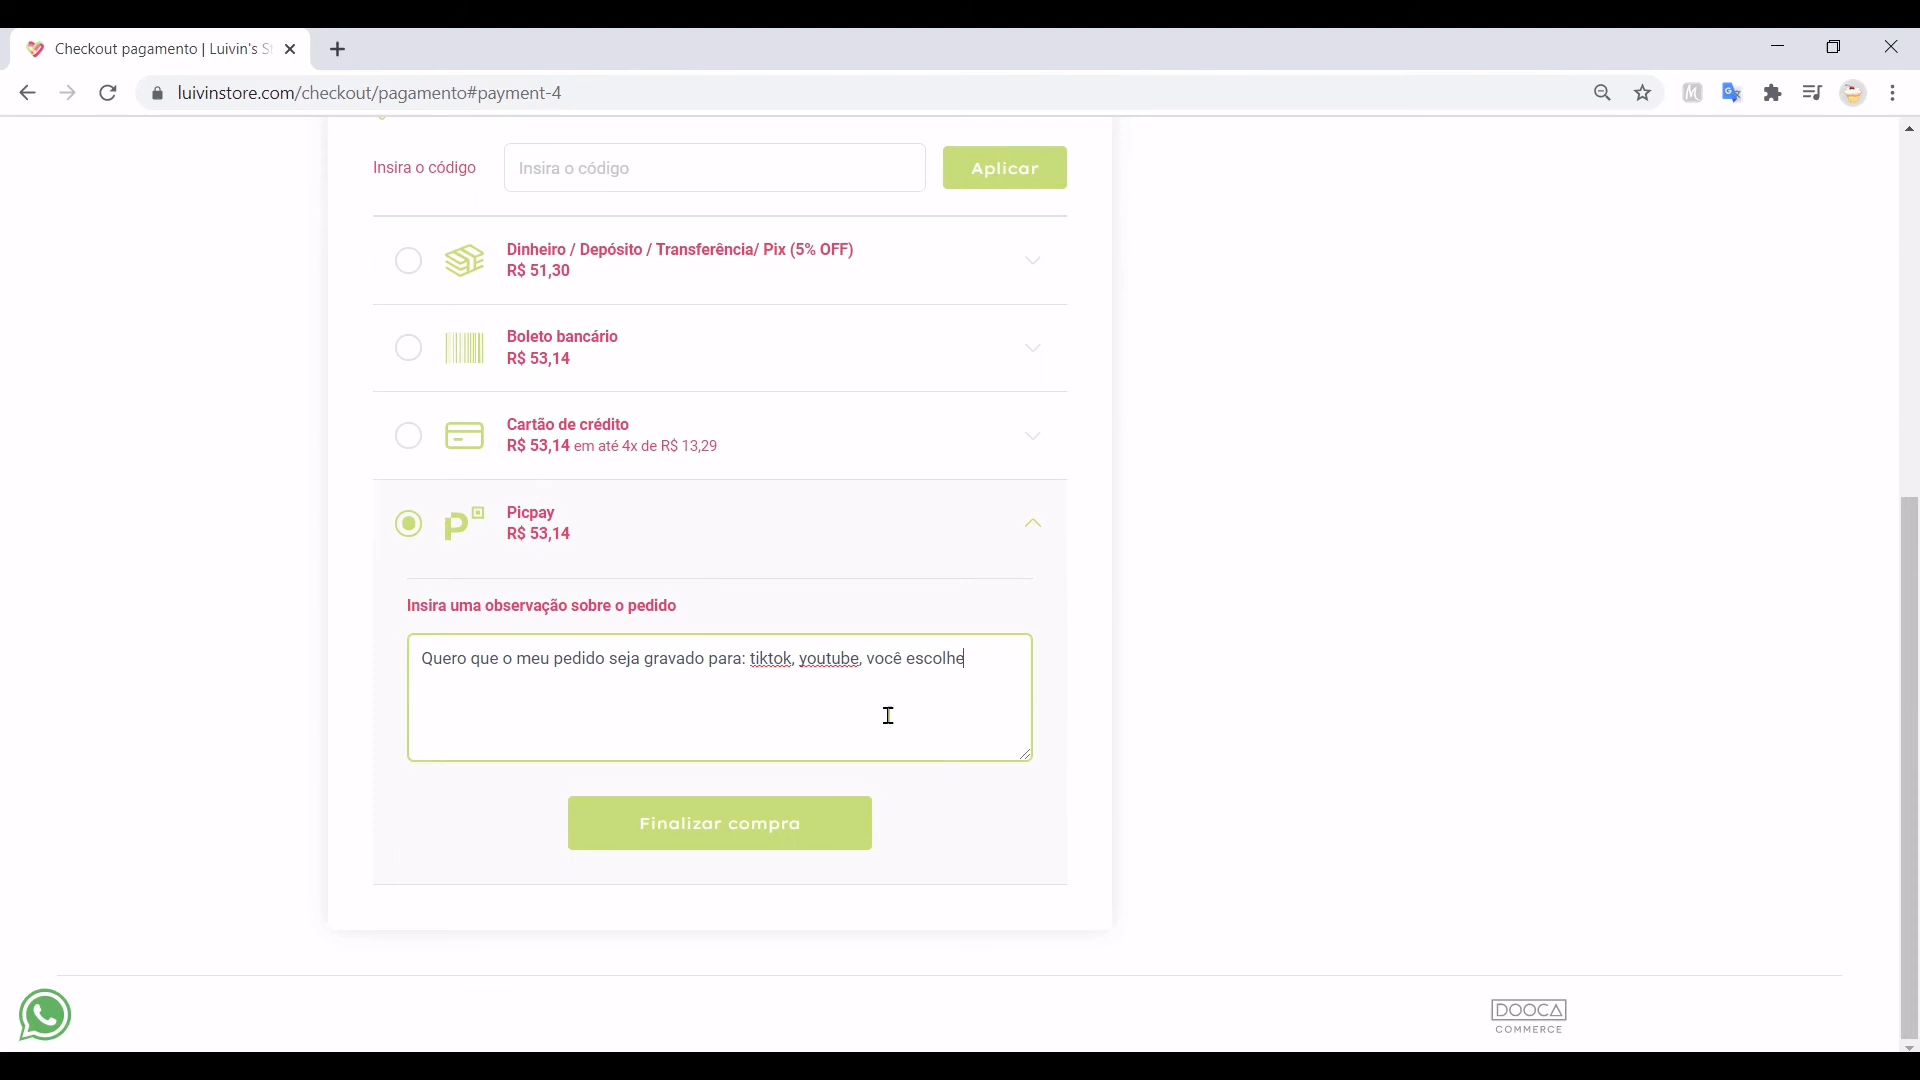 Checkout pagamento | Luivin's S
luivinstore.com/checkout/pagamento#payment-4
Insira o código
Insira o código
Aplicar
Dinheiro / Depósito / Transferência/ Pix (5% OFF)
R$ 51,30
Boleto bancário
R$ 53,14
Cartão de crédito
R$ 53,14 em até 4x de R$ 13,29
Picpay
R$ 53,14
Insira uma observação sobre o pedido
Quero que o meu pedido seja gravado para: tiktok, youtube, você escolhe
Finalizar compra
DOOCA
COMMERCE